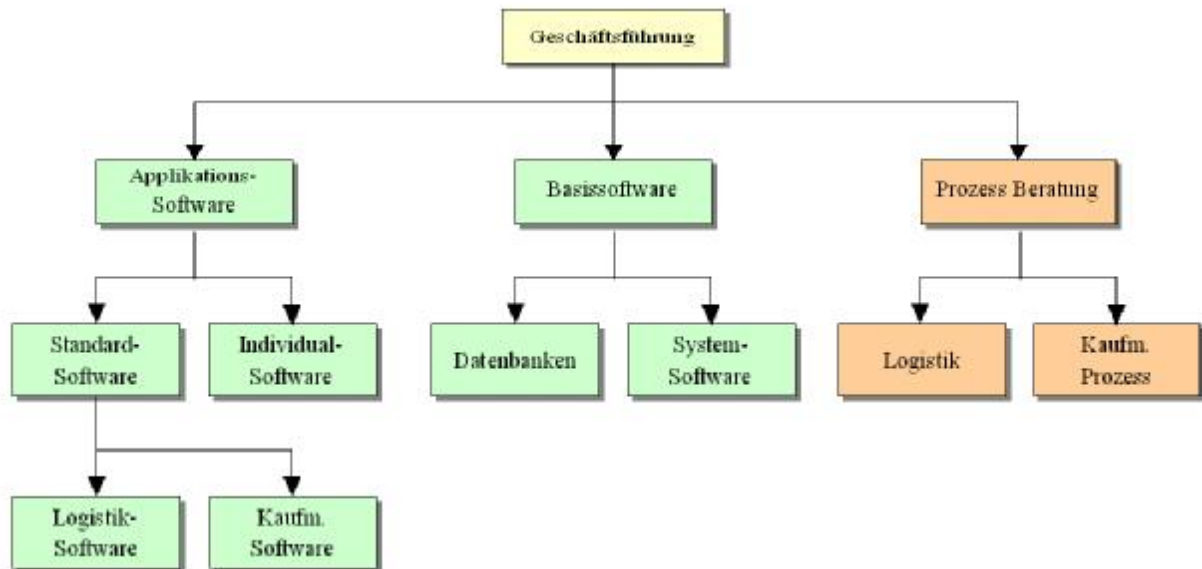 Geschäftsführung
Applikations-
Software
Basissoftware
Prozess Beratung
Standard-
Software
Individual-
Software
Datenbanken
System-
Software
Logistik
Kaufm.
Prozess
Logistik-
Software
Kaufm.
Software